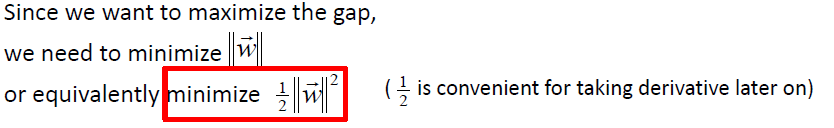 Since we want to maximize the gap,
we need to minimize ‖w⃗‖
or equivalently minimize ½‖w⃗‖² (½ is convenient for taking derivative later on)